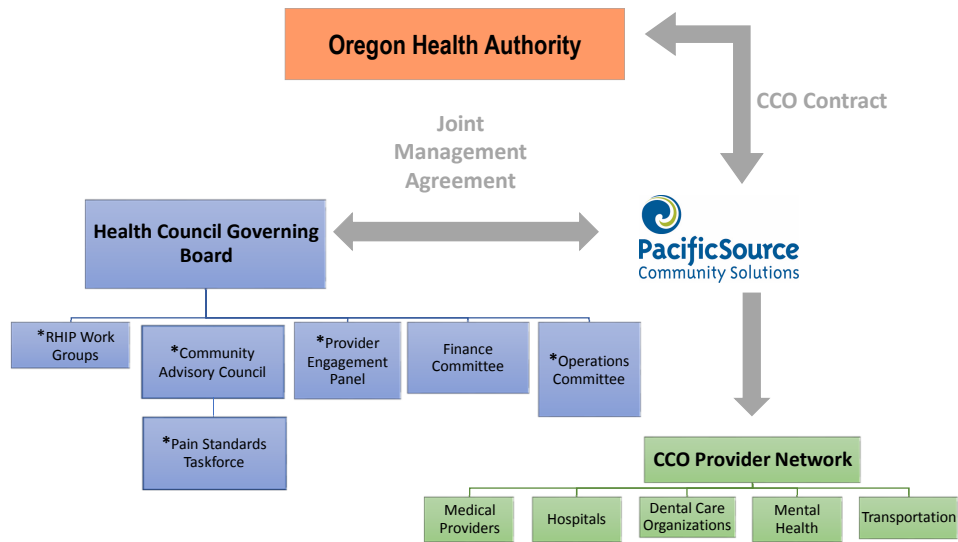 Oregon Health Authority
CCO Contract
Joint
Management
Agreement
Health Council Governing
Board
PacificSource
Community Solutions
*RHIP Work
Groups
*Community
Advisory Council
*Provider
Engagement
Panel
Finance
Committee
*Operations
Committee
*Pain Standards
Taskforce
CCO Provider Network
Medical
Providers
Hospitals
Dental Care
Organizations
Mental
Health
Transportation